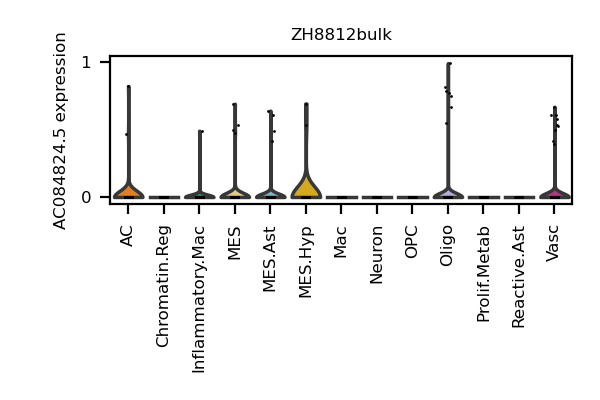 ZH8812bulk
AC084824.5 expression
1
0
AC
Chromatin.Reg
Inflammatory.Mac
MES
MES.Ast
MES.Hyp
Mac
Neuron
OPC
Oligo
Prolif.Metab
Reactive.Ast
Vasc